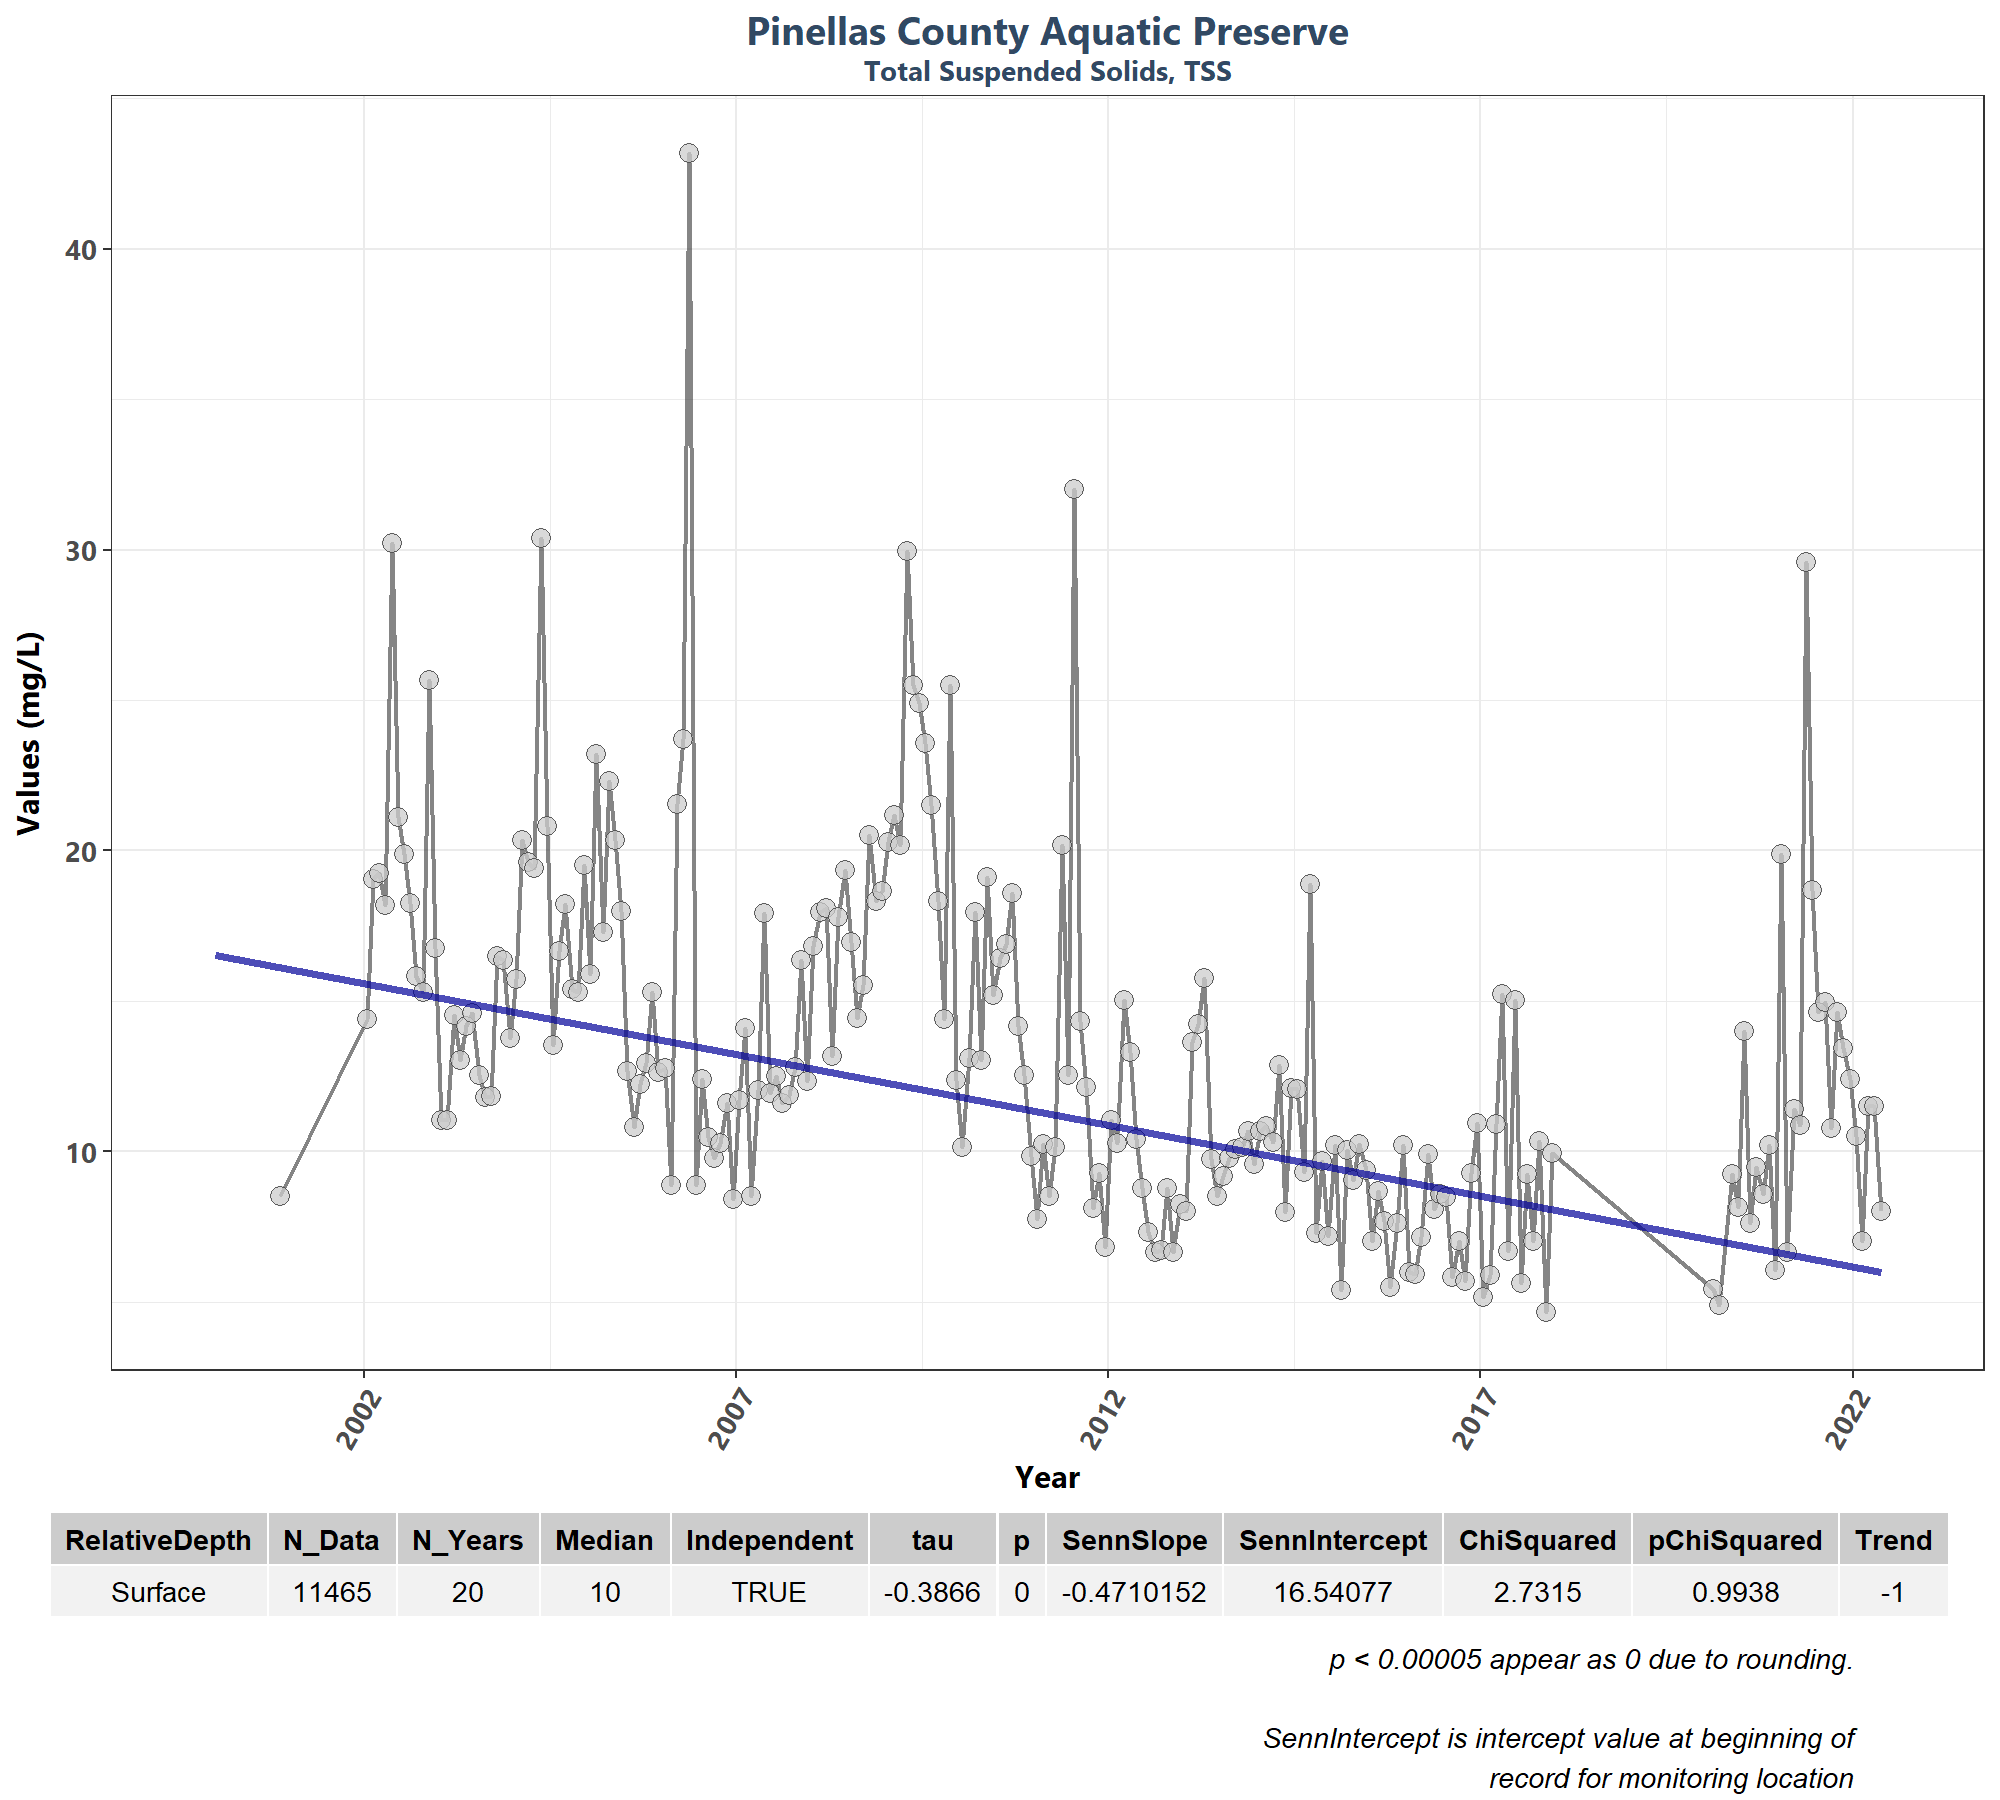 Pinellas County Aquatic Preserve
Total Suspended Solids, TSS
Values (mg/L)
40
30
20
10
2002
2007
2012
2017
2022
Year
RelativeDepth N_Data N_Years Median Independent tau p SennSlope SennIntercept ChiSquared pChiSquared Trend
Surface 11465 20 10 TRUE -0.3866 0 -0.4710152 16.54077 2.7315 0.9938 -1
p < 0.00005 appear as 0 due to rounding.
SennIntercept is intercept value at beginning of
record for monitoring location